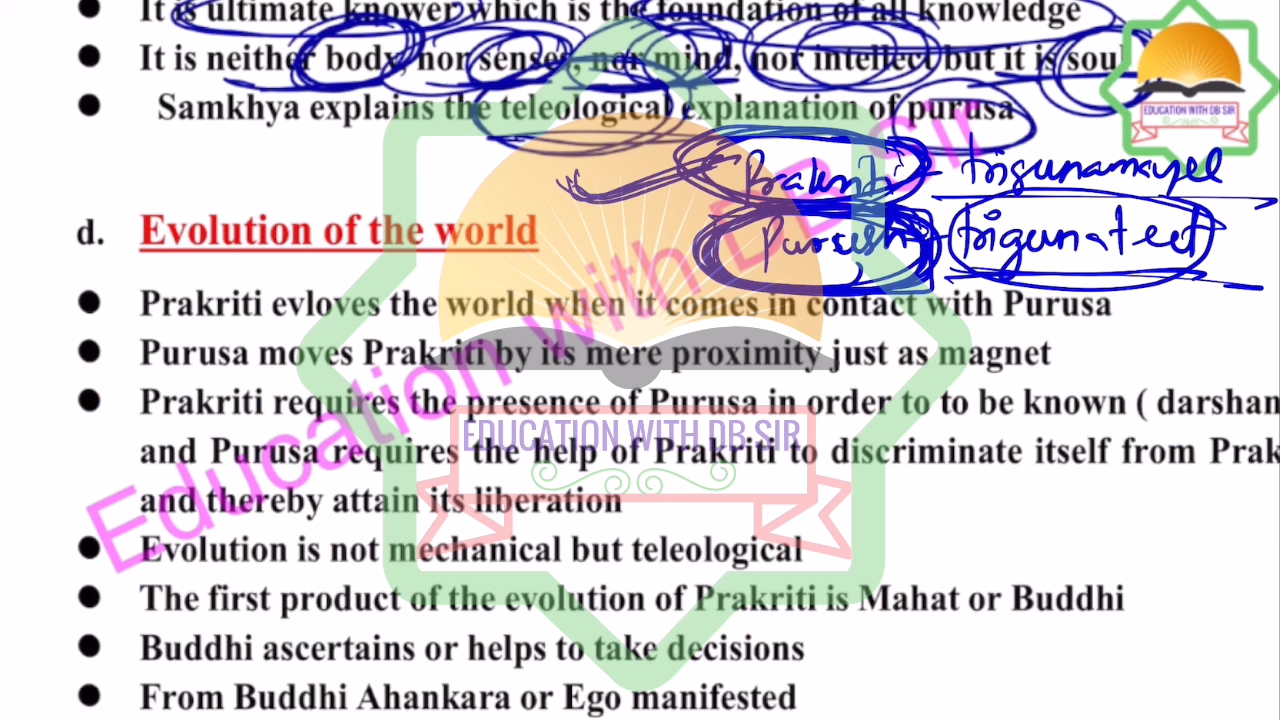 It is ultimate knower which is the foundation of all knowledge
It is neither body, nor senses, nor mind, nor intellect but it is soul
EDUCATION WITH DB SIR
Samkhya explains the teleological explanation of purusa
Prakriti - trigunamayee
d. Evolution of the world
Purush - trigunateet
Prakriti evloves the world when it comes in contact with Purusa
Purusa moves Prakriti by its mere proximity just as magnet
Prakriti requires the presence of Purusa in order to to be known ( darshan
EDUCATION WITH DB SIR
and Purusa requires the help of Prakriti to discriminate itself from Prak
and thereby attain its liberation
Education with DB Sir
Evolution is not mechanical but teleological
The first product of the evolution of Prakriti is Mahat or Buddhi
Buddhi ascertains or helps to take decisions
From Buddhi Ahankara or Ego manifested